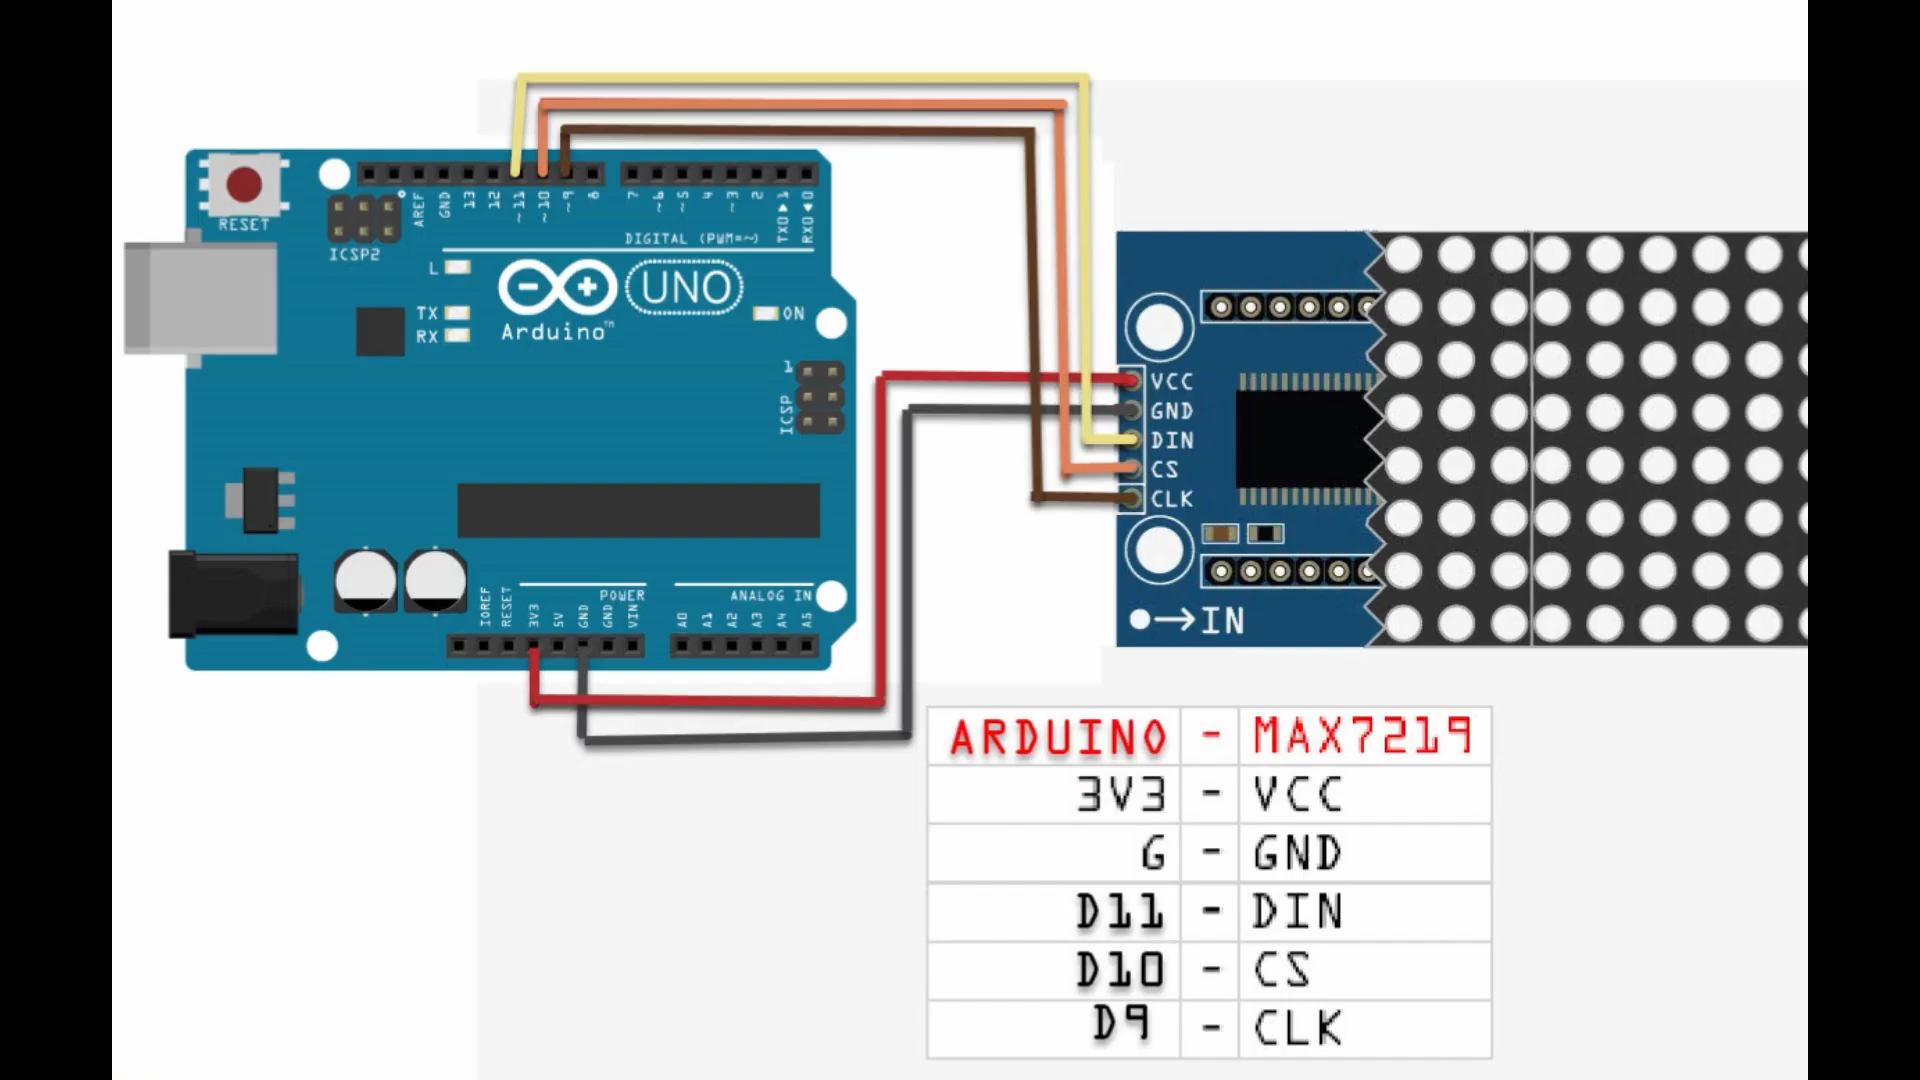 RESET
ICSP2
AREF
GND
13
12
~11
~10
~9
8
7
~6
~5
4
~3
2
TX0▶1
RX0◀0
DIGITAL (PWM=~)
L
TX
RX
UNO
ON
Arduino™
1
ICSP
VCC
GND
DIN
CS
CLK
→IN
POWER
ANALOG IN
IOREF
RESET
3V3
5V
GND
GND
VIN
A0
A1
A2
A3
A4
A5
ARDUINO - MAX7219
3V3 - VCC
G - GND
D11 - DIN
D10 - CS
D9 - CLK